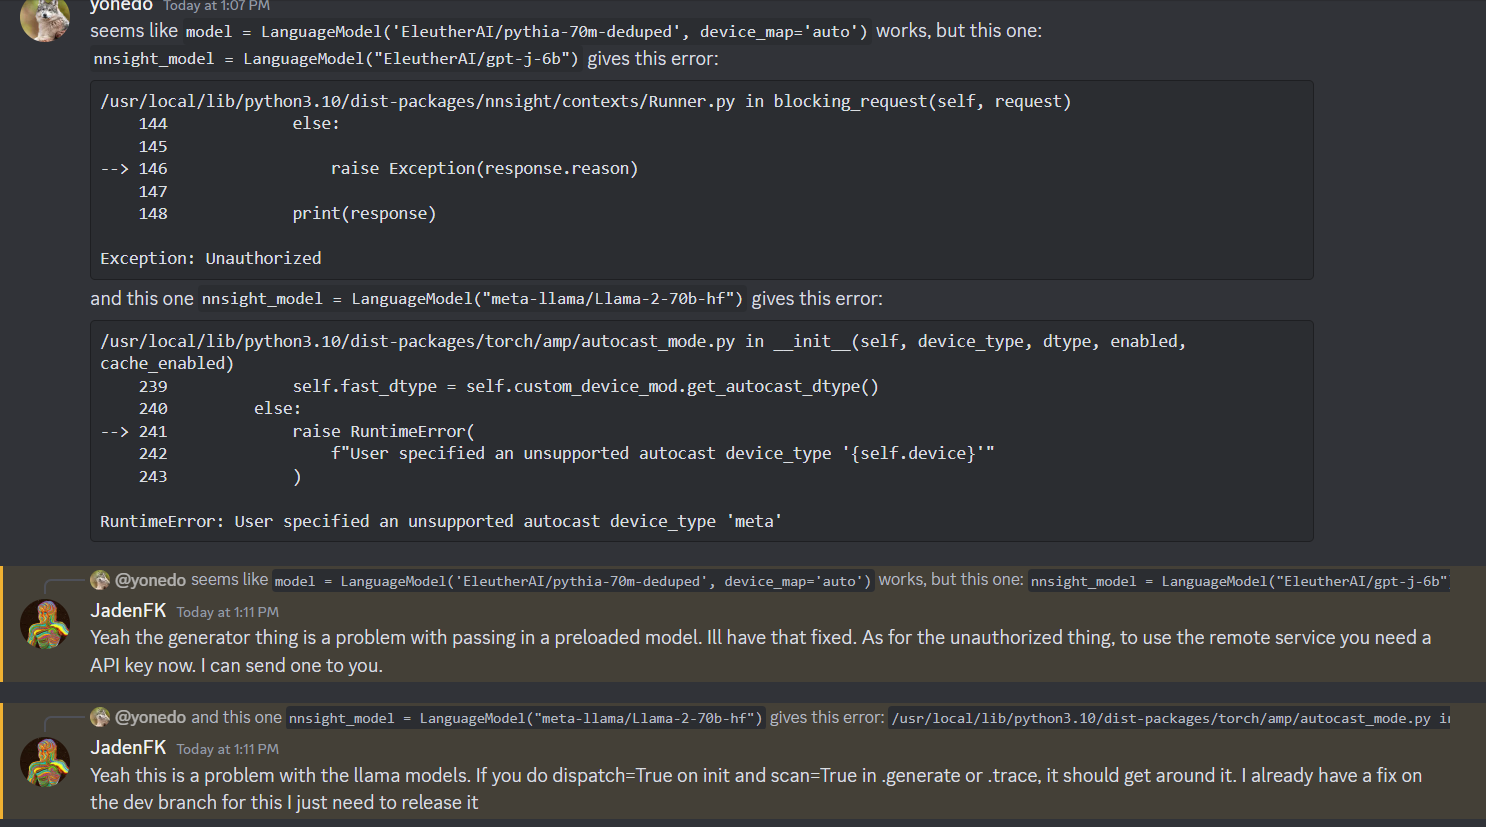 yonedo Today at 1:07 PM
seems like model = LanguageModel('EleutherAI/pythia-70m-deduped', device_map='auto') works, but this one:
nnsight_model = LanguageModel("EleutherAI/gpt-j-6b") gives this error:
/usr/local/lib/python3.10/dist-packages/nnsight/contexts/Runner.py in blocking_request(self, request)
    144             else:
    145
--> 146                 raise Exception(response.reason)
    147
    148             print(response)
Exception: Unauthorized
and this one nnsight_model = LanguageModel("meta-llama/Llama-2-70b-hf") gives this error:
/usr/local/lib/python3.10/dist-packages/torch/amp/autocast_mode.py in __init__(self, device_type, dtype, enabled,
cache_enabled)
    239             self.fast_dtype = self.custom_device_mod.get_autocast_dtype()
    240         else:
--> 241             raise RuntimeError(
    242                 f"User specified an unsupported autocast device_type '{self.device}'"
    243             )
RuntimeError: User specified an unsupported autocast device_type 'meta'
@yonedo seems like model = LanguageModel('EleutherAI/pythia-70m-deduped', device_map='auto') works, but this one: nnsight_model = LanguageModel("EleutherAI/gpt-j-6b"
JadenFK Today at 1:11 PM
Yeah the generator thing is a problem with passing in a preloaded model. Ill have that fixed. As for the unauthorized thing, to use the remote service you need a
API key now. I can send one to you.
@yonedo and this one nnsight_model = LanguageModel("meta-llama/Llama-2-70b-hf") gives this error: /usr/local/lib/python3.10/dist-packages/torch/amp/autocast_mode.py in
JadenFK Today at 1:11 PM
Yeah this is a problem with the llama models. If you do dispatch=True on init and scan=True in .generate or .trace, it should get around it. I already have a fix on
the dev branch for this I just need to release it